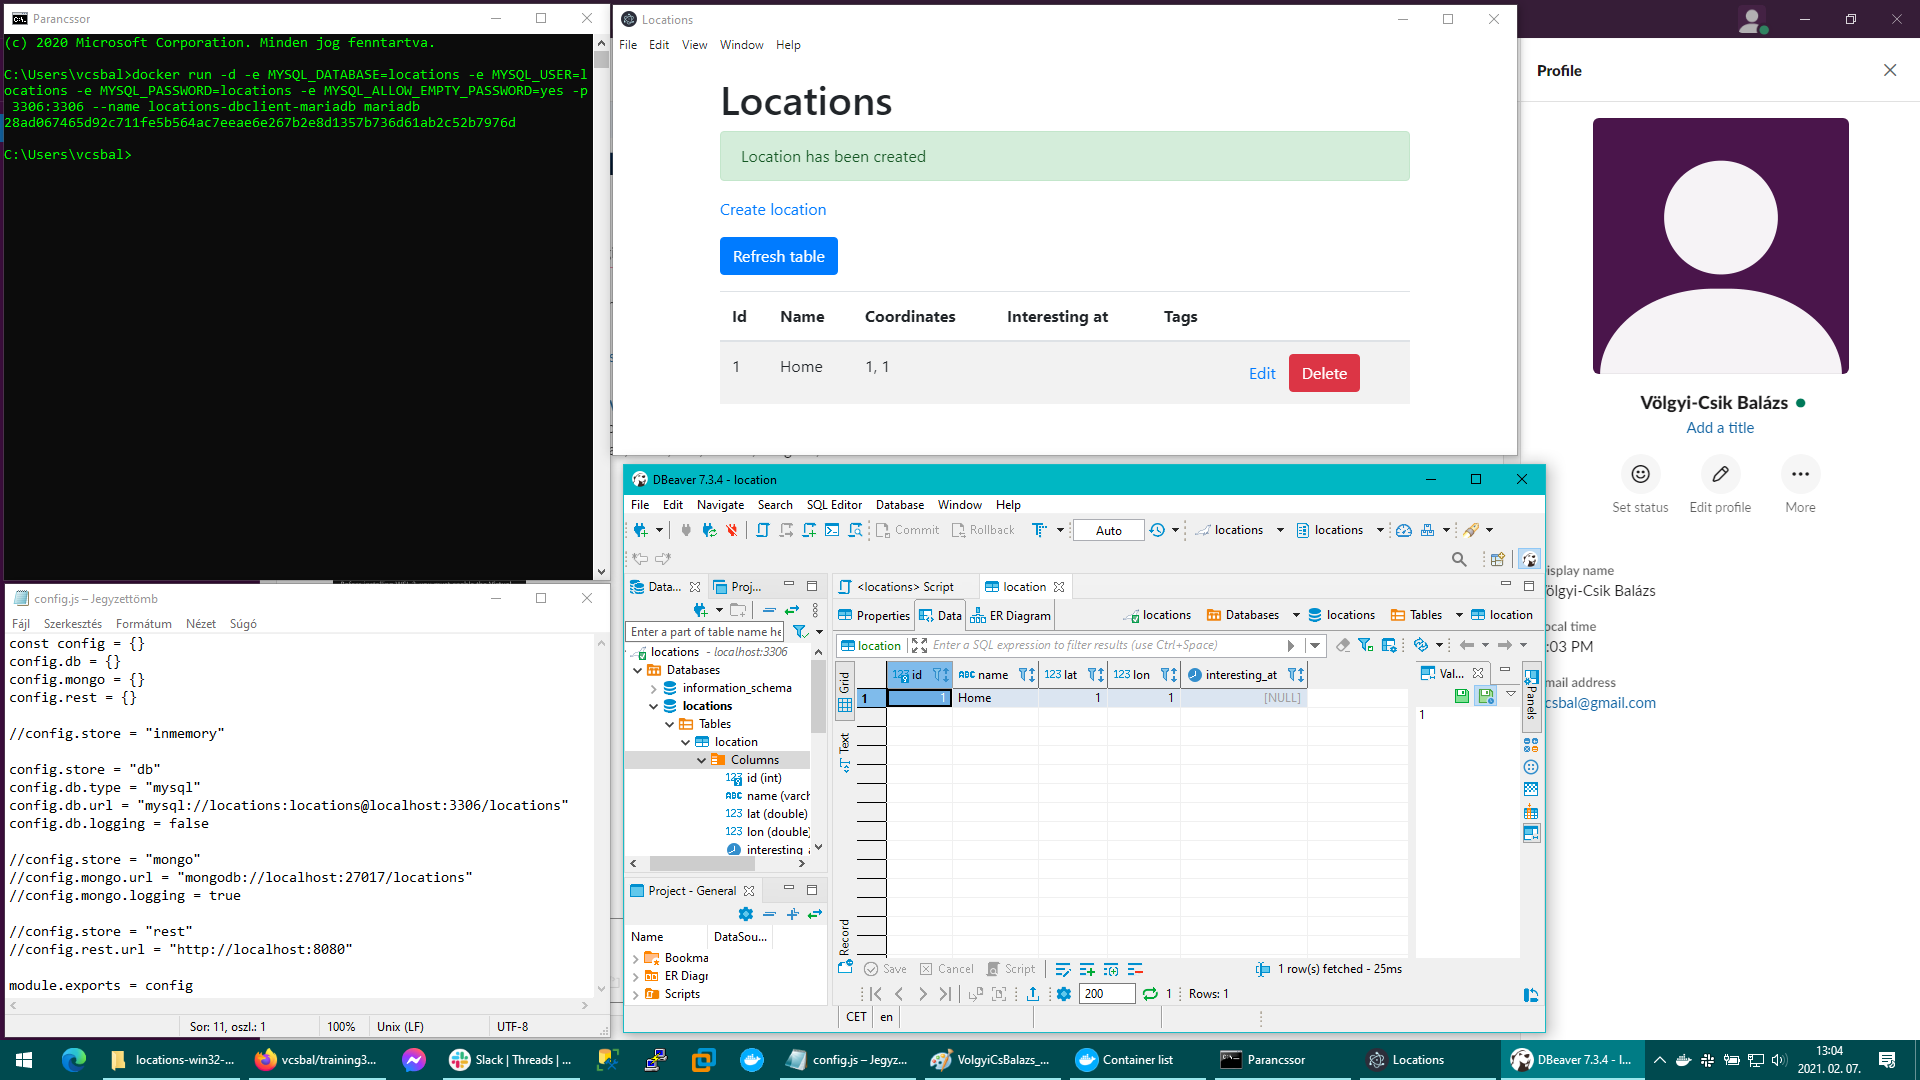 Parancssor
(c) 2020 Microsoft Corporation. Minden jog fenntartva.
C:\Users\vcsbal>docker run -d -e MYSQL_DATABASE=locations -e MYSQL_USER=l
ocations -e MYSQL_PASSWORD=locations -e MYSQL_ALLOW_EMPTY_PASSWORD=yes -p
3306:3306 --name locations-dbclient-mariadb mariadb
28ad067465d92c711fe5b564ac7eeae6e267b2e8d1357b736d61ab2c52b7976d
C:\Users\vcsbal>
config.js – Jegyzettömb
Fájl Szerkesztés Formátum Nézet Súgó
const config = {}
config.db = {}
config.mongo = {}
config.rest = {}
//config.store = "inmemory"
config.store = "db"
config.db.type = "mysql"
config.db.url = "mysql://locations:locations@localhost:3306/locations"
config.db.logging = false
//config.store = "mongo"
//config.mongo.url = "mongodb://localhost:27017/locations"
//config.mongo.logging = true
//config.store = "rest"
//config.rest.url = "http://localhost:8080"
module.exports = config
Sor: 11, oszl.: 1 100% Unix (LF) UTF-8
Locations
File Edit View Window Help
Locations
Location has been created
Create location
Refresh table
Id Name Coordinates Interesting at Tags
1 Home 1, 1 Edit Delete
DBeaver 7.3.4 - location
File Edit Navigate Search SQL Editor Database Window Help
Commit Rollback Auto locations locations
Data... Proj...
Enter a part of table name he
locations - localhost:3306
Databases
information_schema
locations
Tables
location
Columns
123 id (int)
ABC name (varch
123 lat (double)
123 lon (double)
interesting_a
Project - General
Name DataSou...
Bookma
ER Diagr
Scripts
<locations> Script location
Properties Data ER Diagram locations Databases locations Tables location
location Enter a SQL expression to filter results (use Ctrl+Space)
Grid
Text
Record
123 id ABC name 123 lat 123 lon interesting_at
1 1 Home 1 1 [NULL]
Val...
1
Panels
Save Cancel Script 1 row(s) fetched - 25ms
200 1 Rows: 1
CET en
Profile
Völgyi-Csik Balázs
Add a title
Set status Edit profile More
isplay name
ölgyi-Csik Balázs
ocal time
:03 PM
mail address
csbal@gmail.com
locations-win32-... vcsbal/training3... Slack | Threads | ... config.js – Jegyz... VolgyiCsBalazs_... Container list Parancssor Locations DBeaver 7.3.4 - l...
13:04
2021. 02. 07.